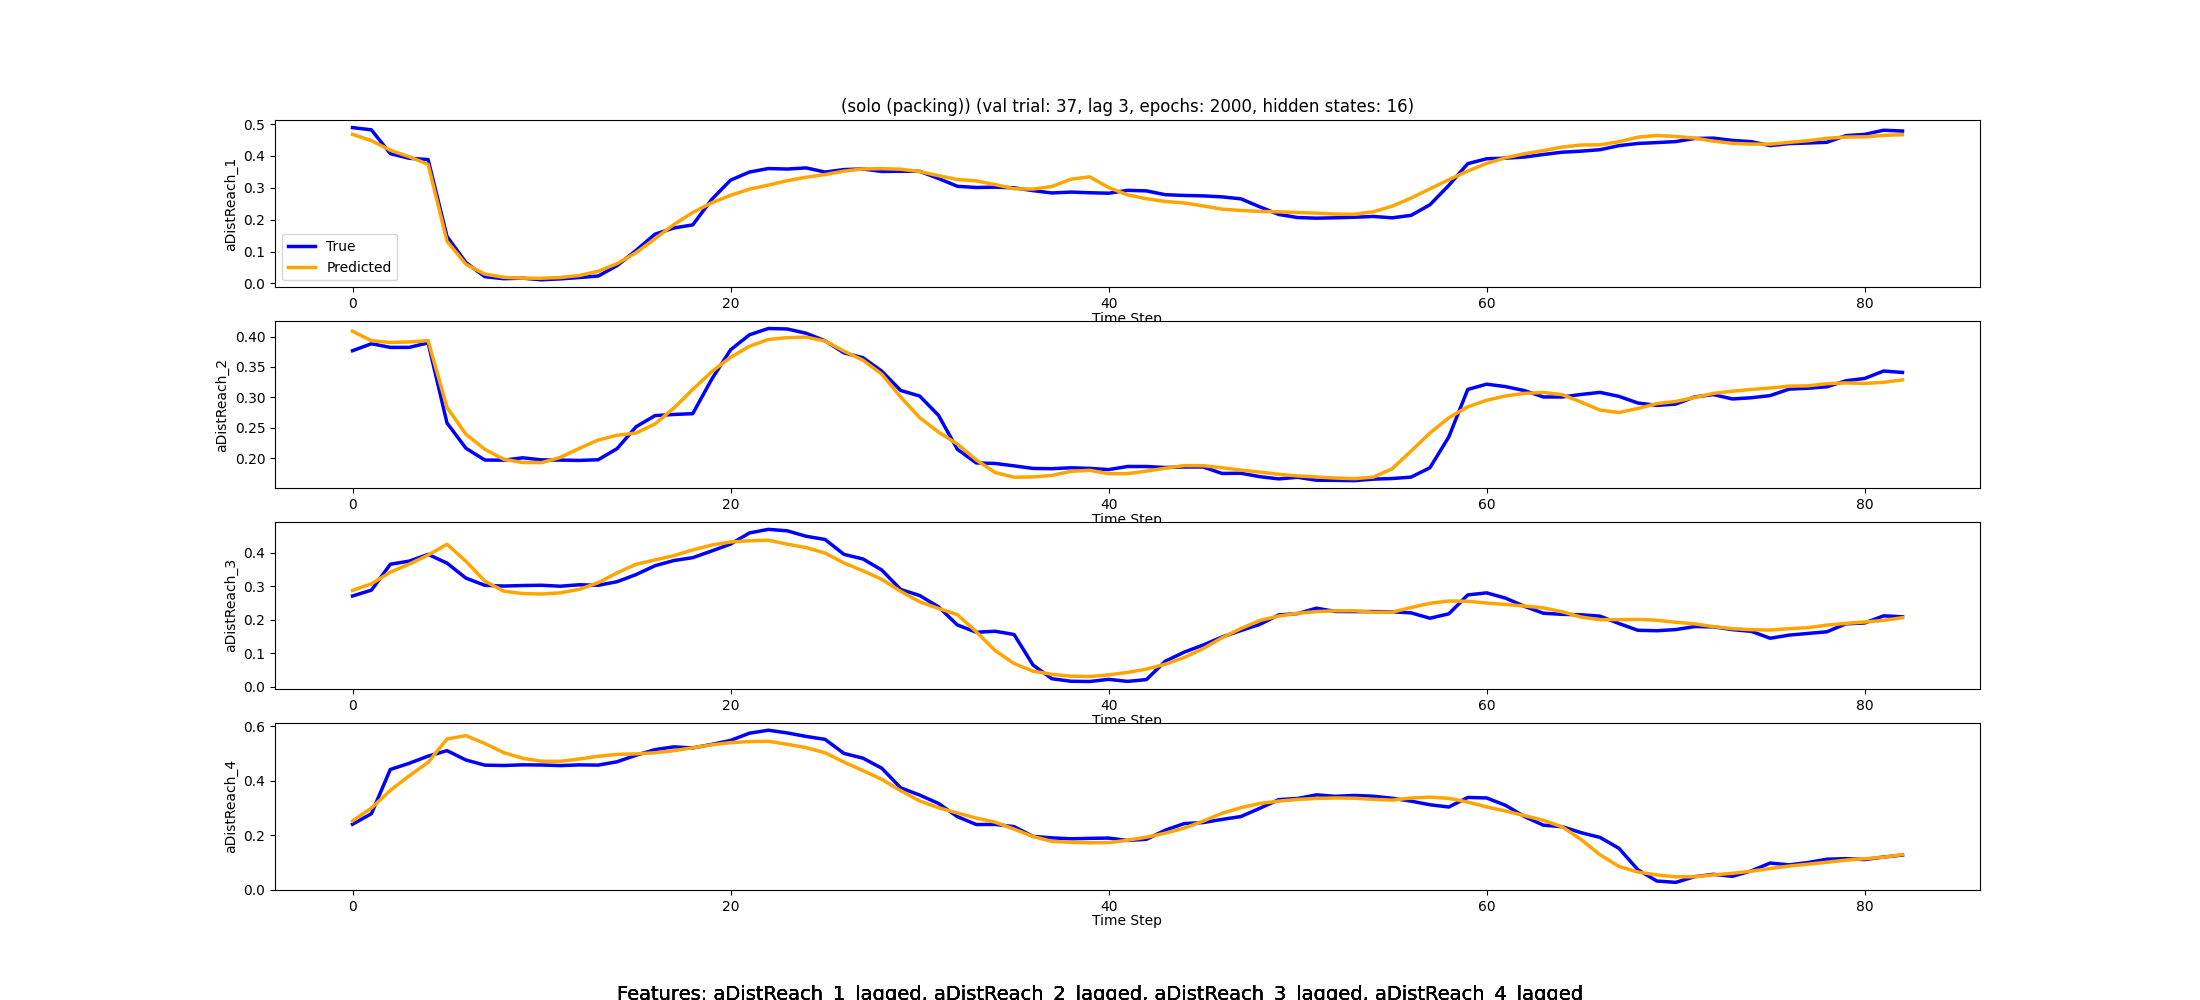 (solo (packing)) (val trial: 37, lag 3, epochs: 2000, hidden states: 16)
0.5
0.4
0.3
0.2
0.1
0.0
aDistReach_1
True
Predicted
0 20 40 60 80
Time Step
0.40
0.35
0.30
0.25
0.20
aDistReach_2
0 20 40 60 80
Time Step
0.4
0.3
0.2
0.1
0.0
aDistReach_3
0 20 40 60 80
Time Step
0.6
0.4
0.2
0.0
aDistReach_4
0 20 40 60 80
Time Step
Features: aDistReach_1_lagged, aDistReach_2_lagged, aDistReach_3_lagged, aDistReach_4_lagged